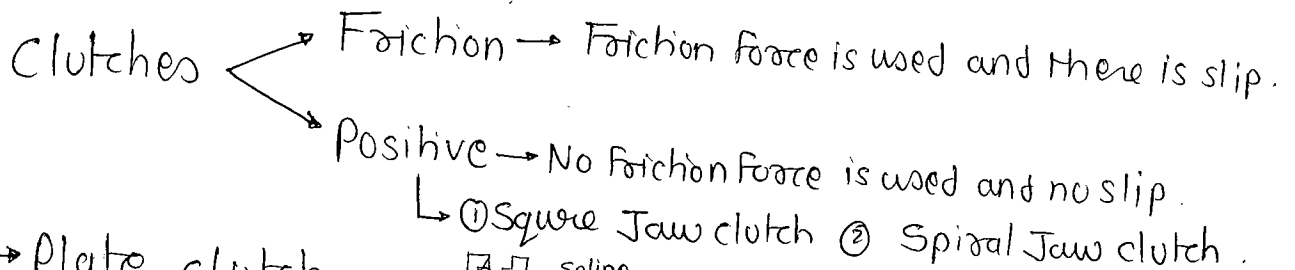 Clutches
Friction → Friction force is used and there is slip.
Positive → No friction force is used and no slip.
↳ ① Squre Jaw clutch ② Spiral Jaw clutch.
→ Plate clutch